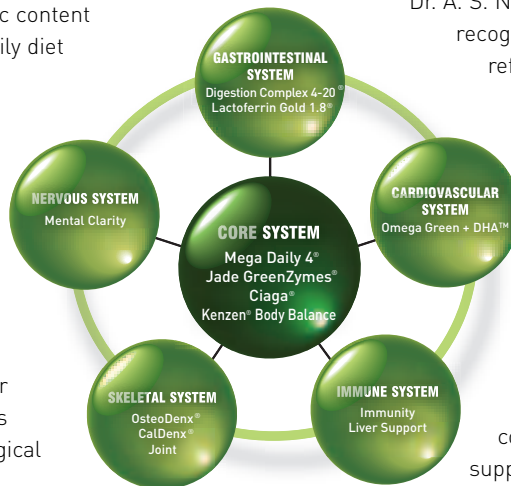 c content
ily diet
Dr. A. S. N
recog
ref
GASTROINTESTINAL
SYSTEM
Digestion Complex 4-20®
Lactoferrin Gold 1.8®
NERVOUS SYSTEM
Mental Clarity
CARDIOVASCULAR
SYSTEM
Omega Green + DHA™
CORE SYSTEM
Mega Daily 4®
Jade GreenZymes®
Ciaga®
Kenzen® Body Balance
SKELETAL SYSTEM
OsteoDenx®
CalDenx®
Joint
IMMUNE SYSTEM
Immunity
Liver Support
r
s
gical
co
supp